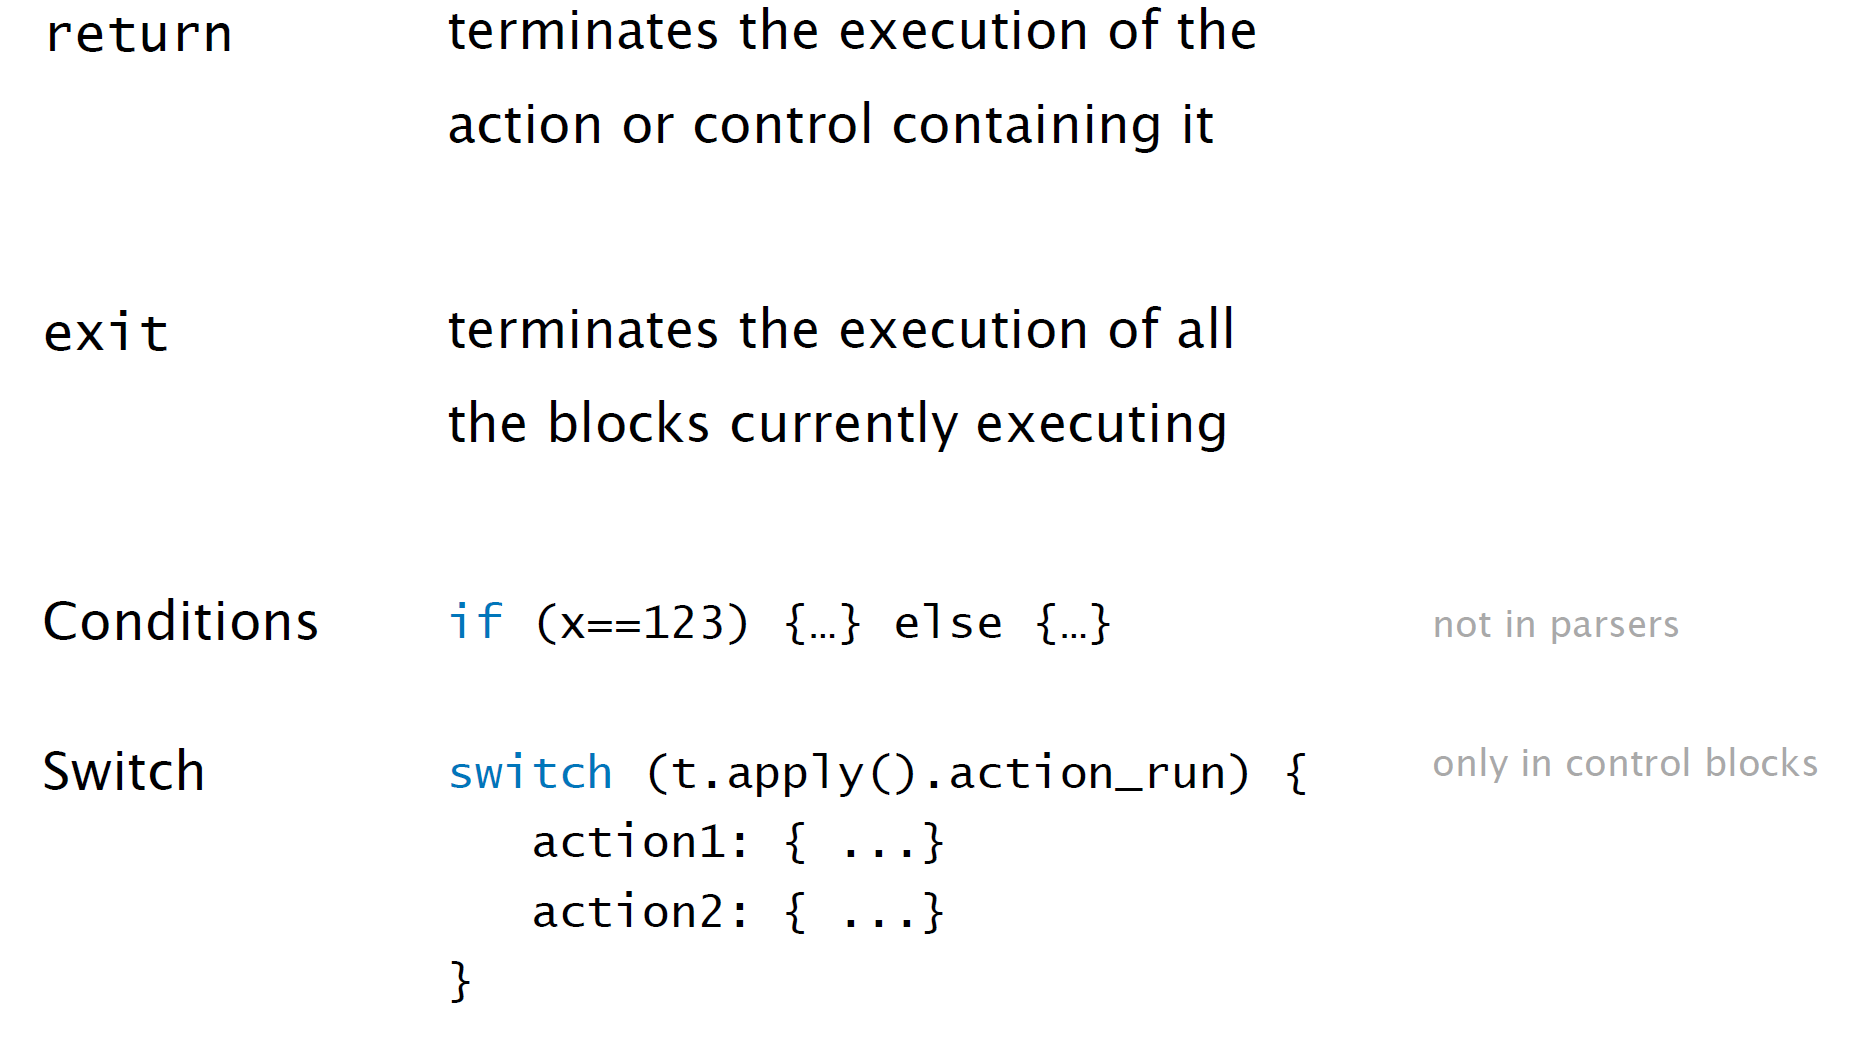 return terminates the execution of the
action or control containing it
exit terminates the execution of all
the blocks currently executing
Conditions if (x==123) {…} else {…} not in parsers
Switch switch (t.apply().action_run) { only in control blocks
action1: { ...}
action2: { ...}
}